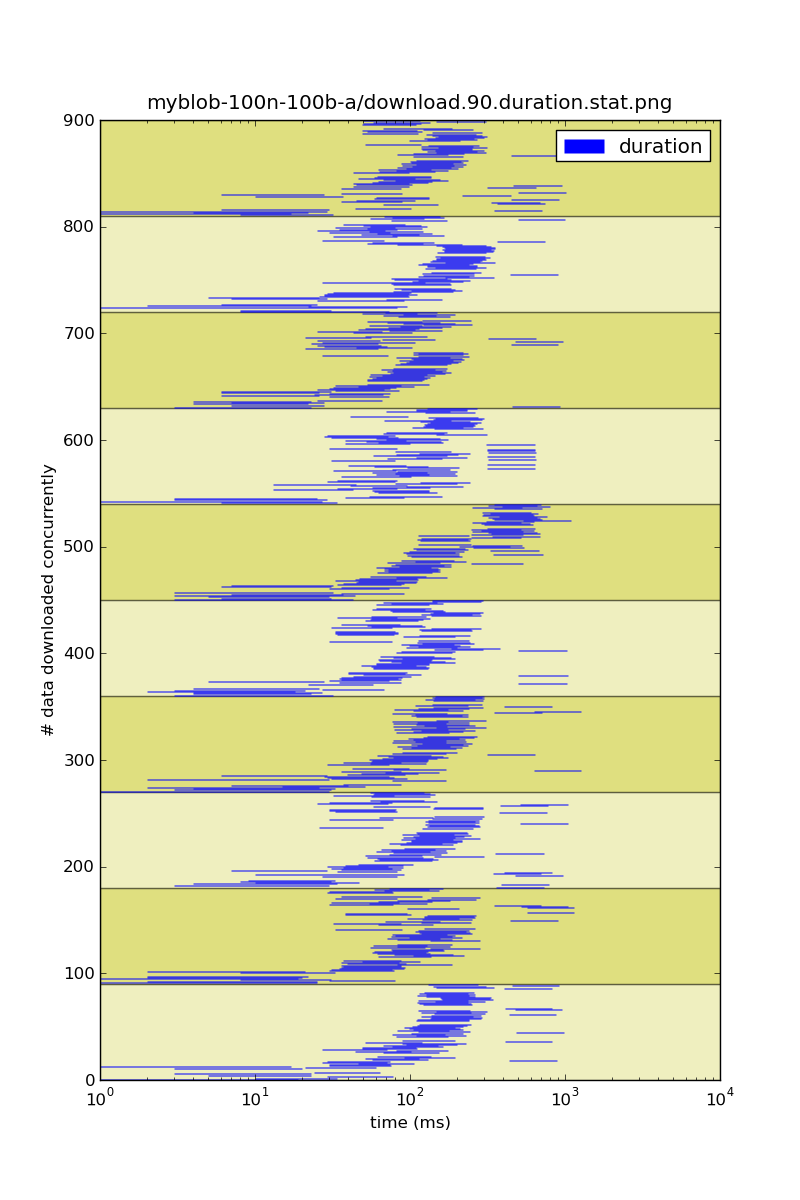 myblob-100n-100b-a/download.90.duration.stat.png
duration
900
800
700
600
500
400
300
200
100
0
# data downloaded concurrently
10^0 10^1 10^2 10^3 10^4
time (ms)